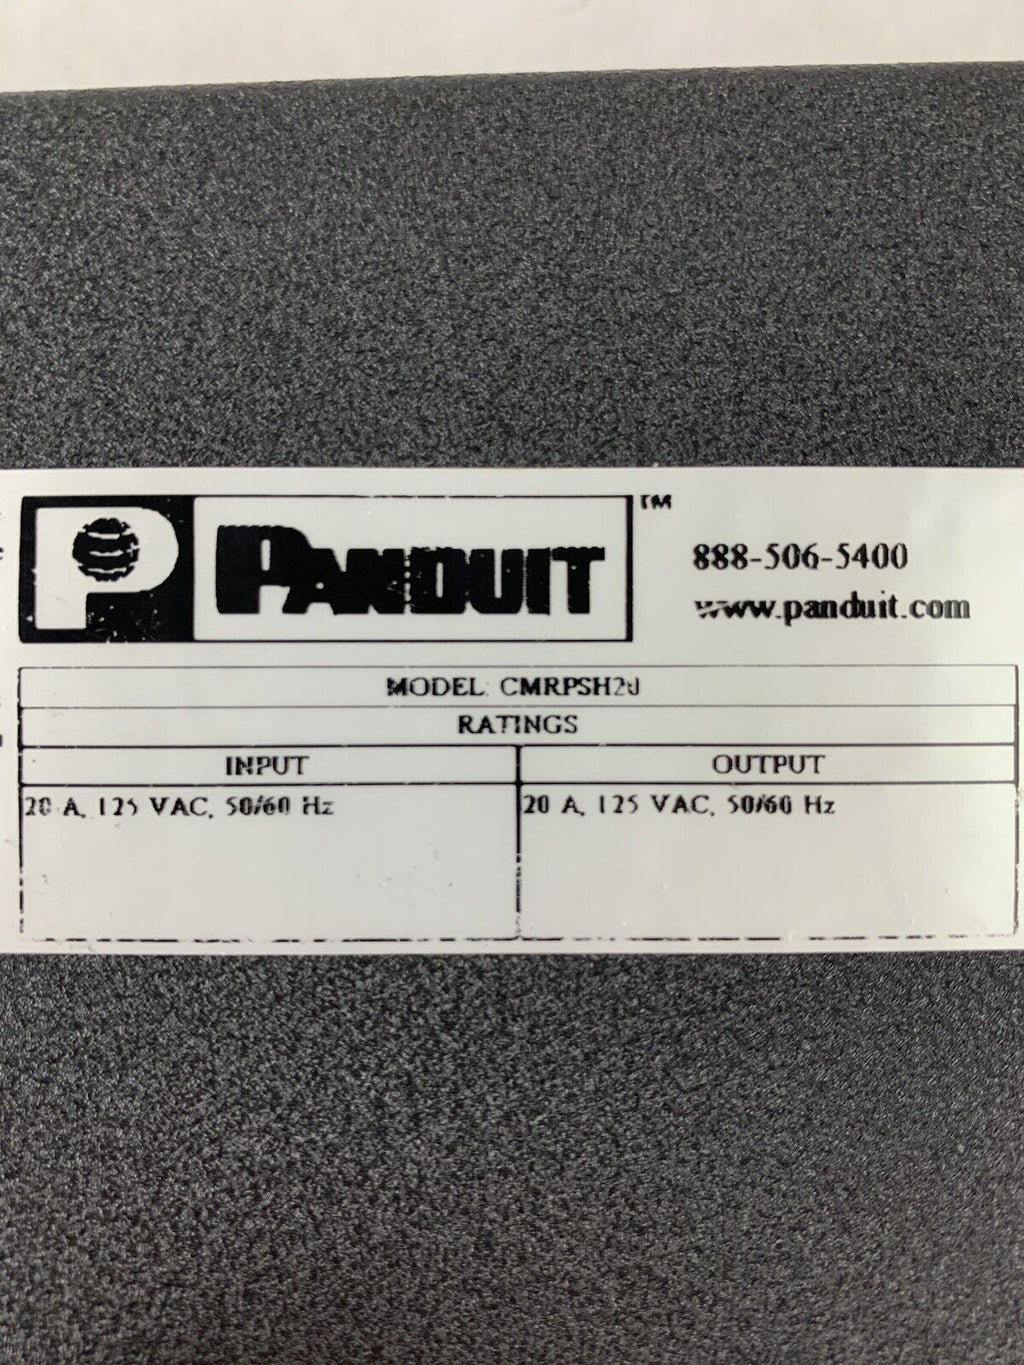 PANDUIT
TM
888-506-5400
www.panduit.com
MODEL: CMRPSH20
RATINGS
INPUT
OUTPUT
20 A, 125 VAC, 50/60 Hz
20 A, 125 VAC, 50/60 Hz